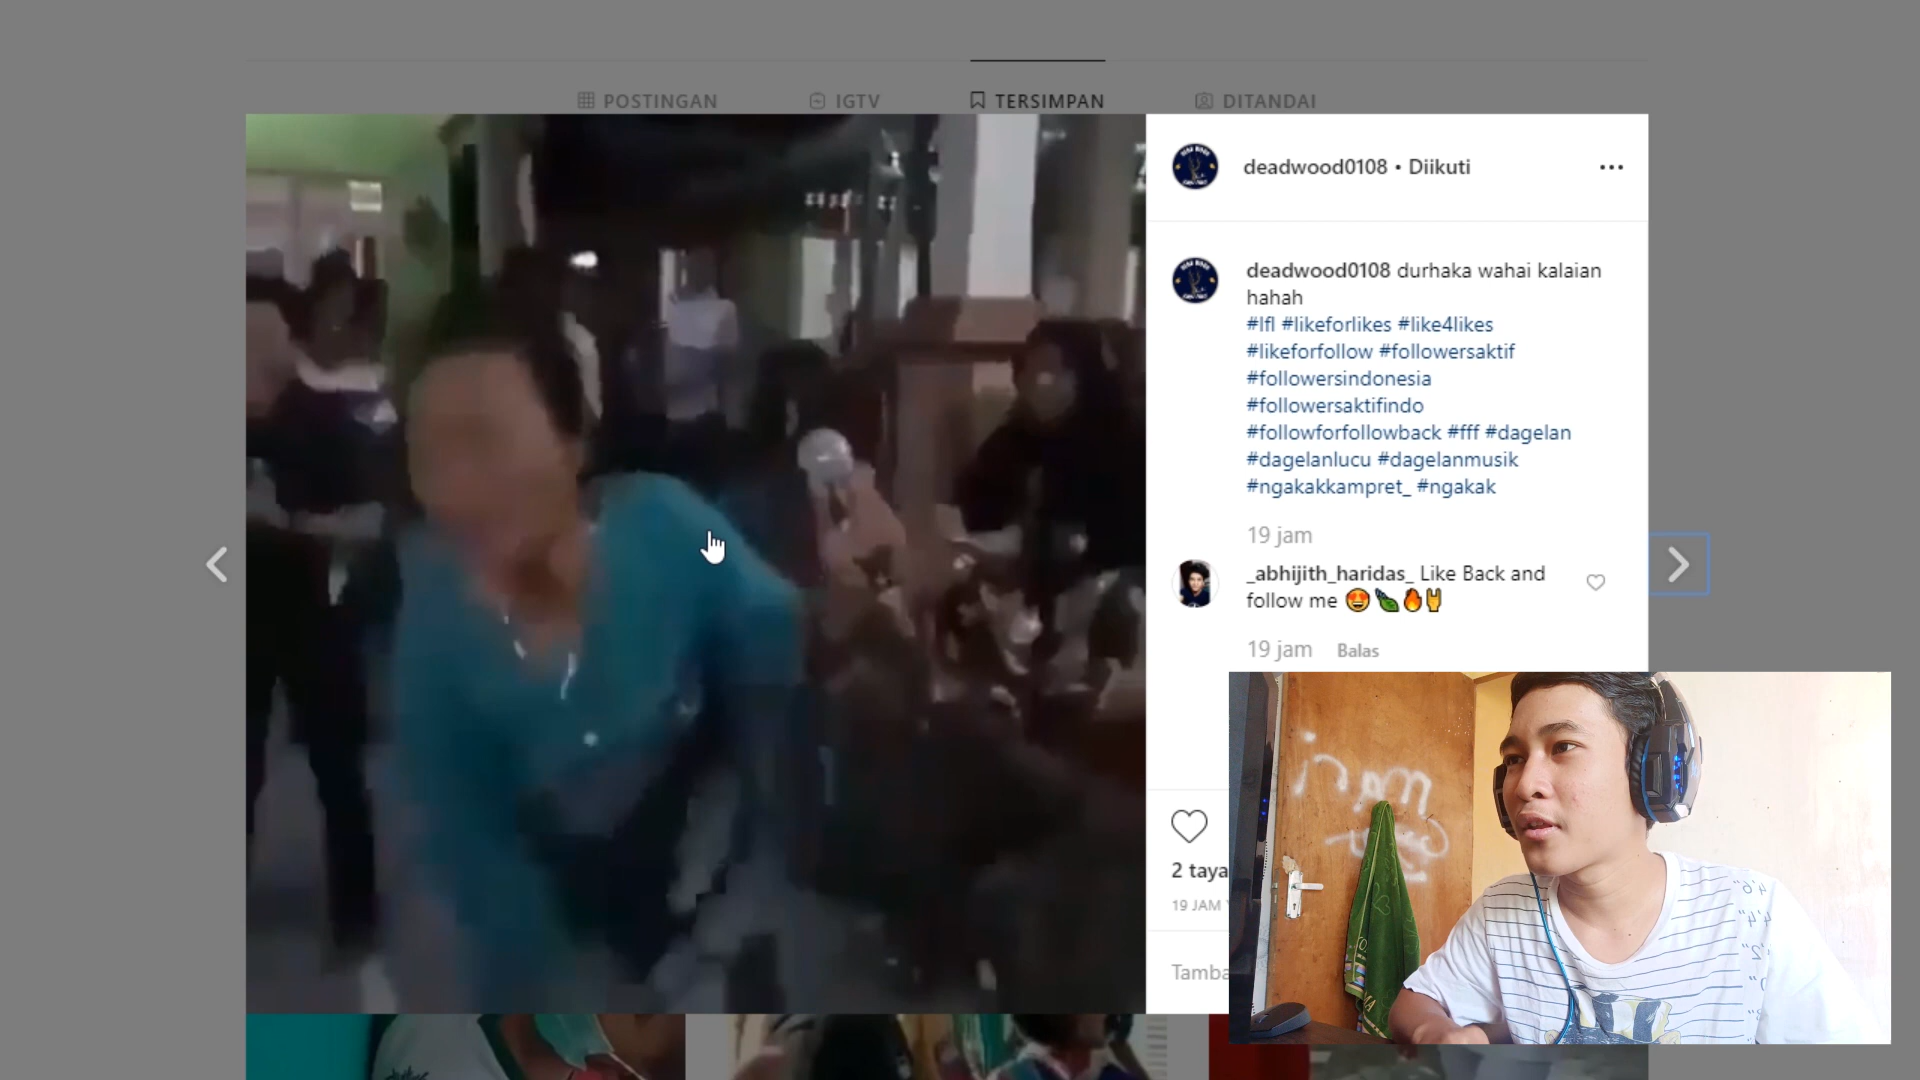 POSTINGAN
IGTV
TERSIMPAN
DITANDAI
deadwood0108 • Diikuti
deadwood0108 durhaka wahai kalaian
hahah
#lfl #likeforlikes #like4likes
#likeforfollow #followersaktif
#followersindonesia
#followersaktifindo
#followforfollowback #fff #dagelan
#dagelanlucu #dagelanmusik
#ngakakkampret_ #ngakak
19 jam
_abhijith_haridas_ Like Back and
follow me 😍🍃🔥🤘
19 jam Balas
2 taya
19 JAM
Tamba